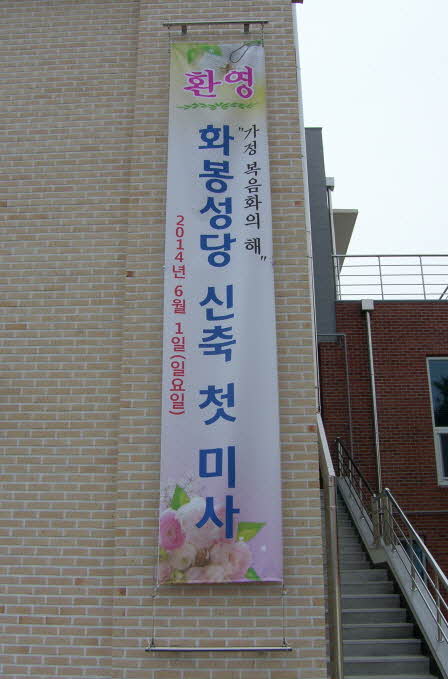 환영
"가정 복음화의 해"
화봉성당 신축 첫 미사
2014년 6월 1일(일요일)